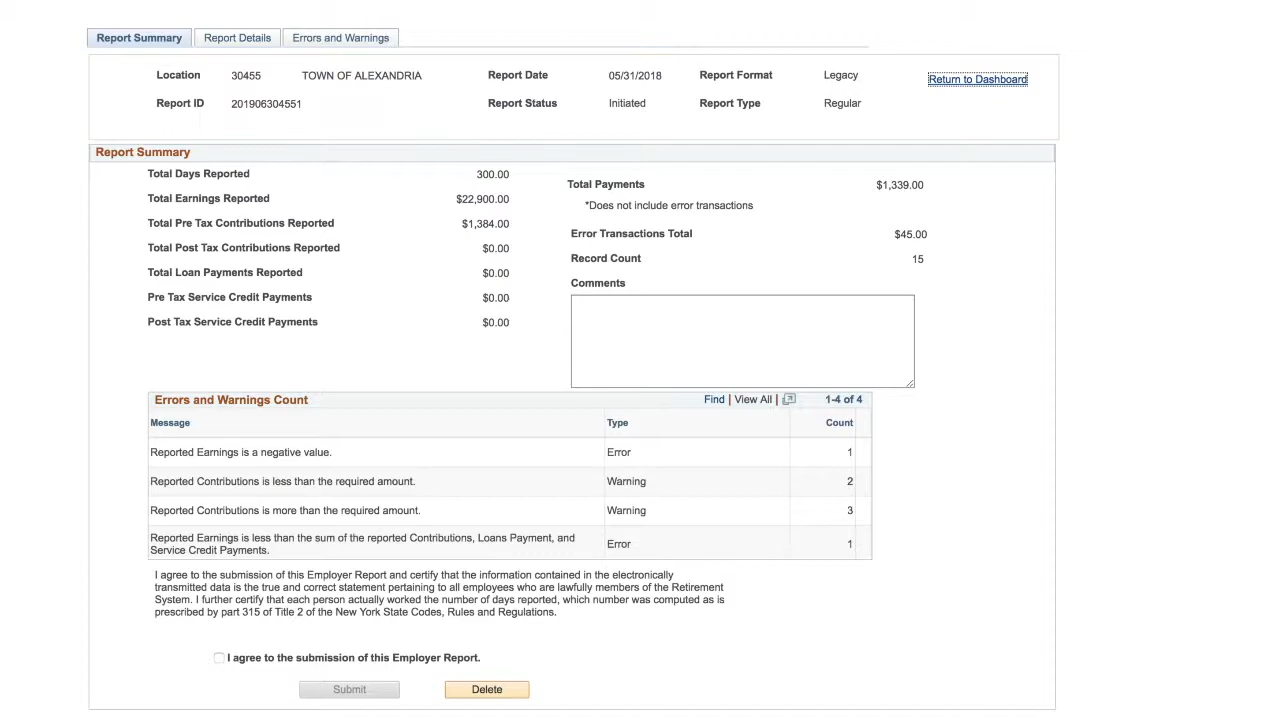 Report Summary Report Details Errors and Warnings
Location 30455 TOWN OF ALEXANDRIA Report Date 05/31/2018 Report Format Legacy Return to Dashboard
Report ID 201906304551 Report Status Initiated Report Type Regular
Report Summary
Total Days Reported 300.00
Total Earnings Reported $22,900.00
Total Pre Tax Contributions Reported $1,384.00
Total Post Tax Contributions Reported $0.00
Total Loan Payments Reported $0.00
Pre Tax Service Credit Payments $0.00
Post Tax Service Credit Payments $0.00
Total Payments $1,339.00
*Does not include error transactions
Error Transactions Total $45.00
Record Count 15
Comments
Errors and Warnings Count Find | View All | 1-4 of 4
Message Type Count
Reported Earnings is a negative value. Error 1
Reported Contributions is less than the required amount. Warning 2
Reported Contributions is more than the required amount. Warning 3
Reported Earnings is less than the sum of the reported Contributions, Loans Payment, and
Service Credit Payments. Error 1
I agree to the submission of this Employer Report and certify that the information contained in the electronically
transmitted data is the true and correct statement pertaining to all employees who are lawfully members of the Retirement
System. I further certify that each person actually worked the number of days reported, which number was computed as is
prescribed by part 315 of Title 2 of the New York State Codes, Rules and Regulations.
I agree to the submission of this Employer Report.
Submit Delete